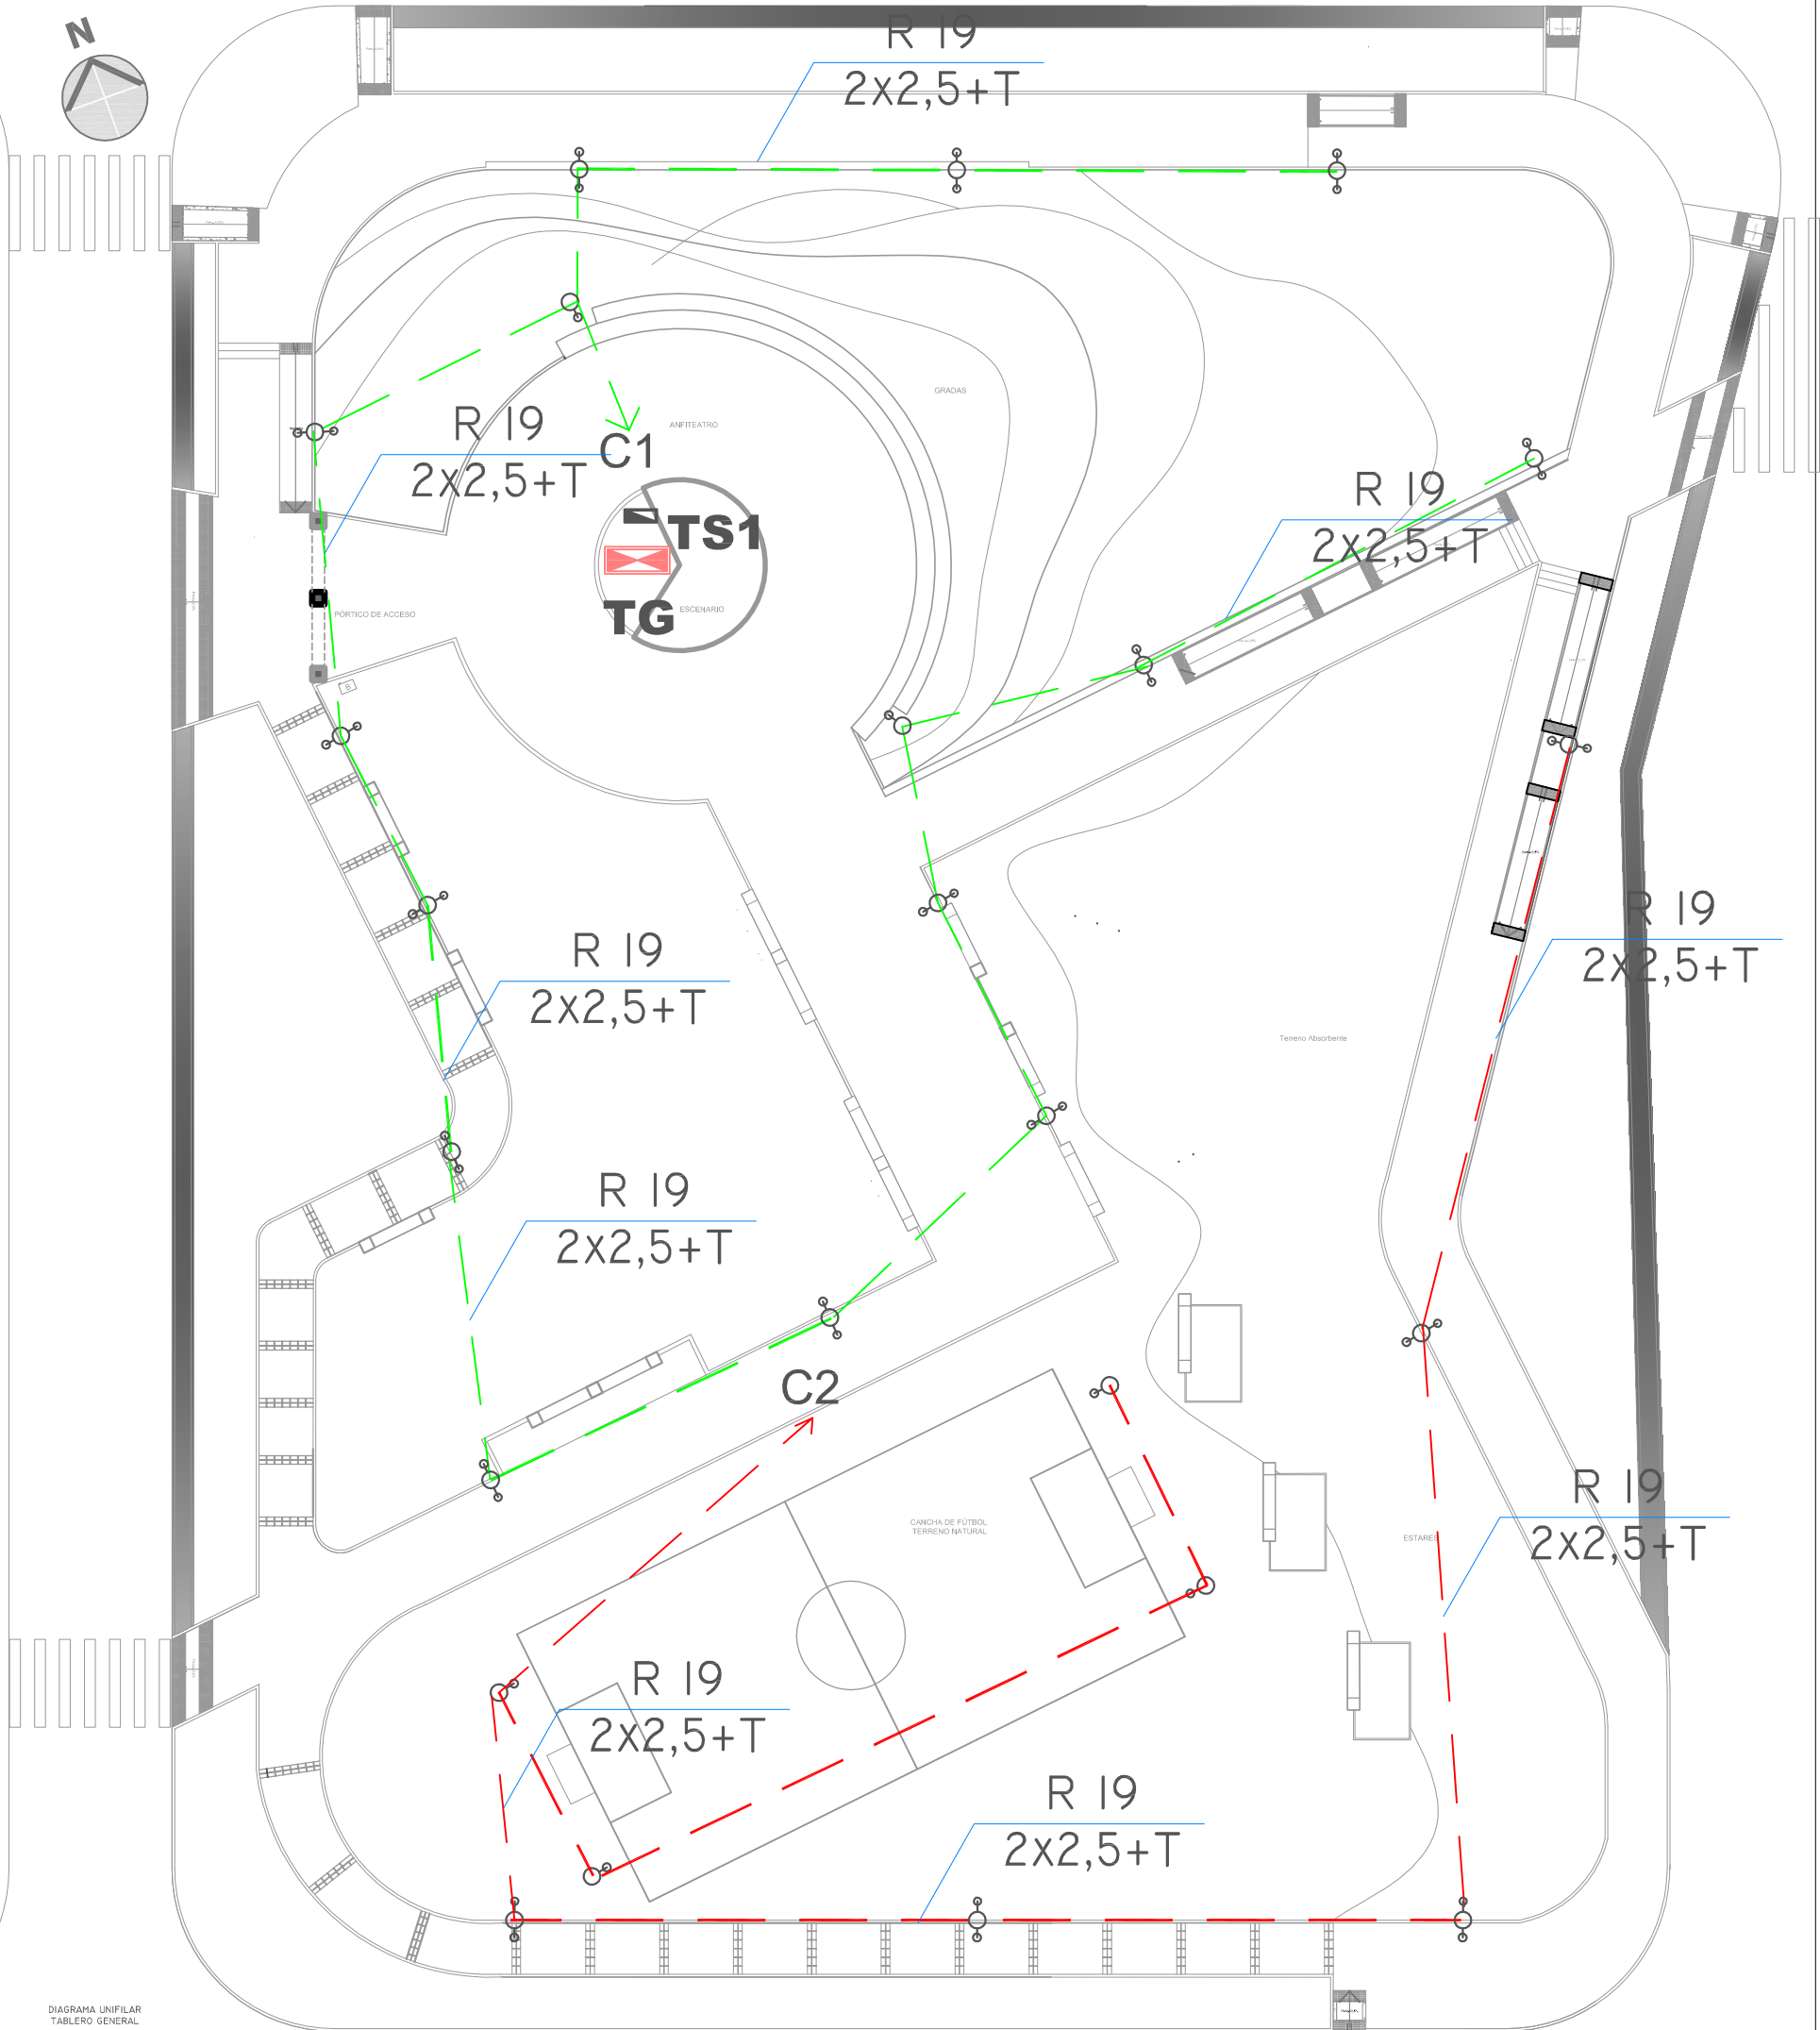 N
R 19
2x2,5+T
GRADAS
R 19
2x2,5+T
ANFITEATRO
C1
R 19
2x2,5+T
TS1
TG
ESCENARIO
PÓRTICO DE ACCESO
B
R 19
2x2,5+T
R 19
2x2,5+T
Terreno Absorbente
R 19
2x2,5+T
C2
R 19
2x2,5+T
CANCHA DE FÚTBOL
TERRENO NATURAL
ESTARES
R 19
2x2,5+T
R 19
2x2,5+T
DIAGRAMA UNIFILAR
TABLERO GENERAL